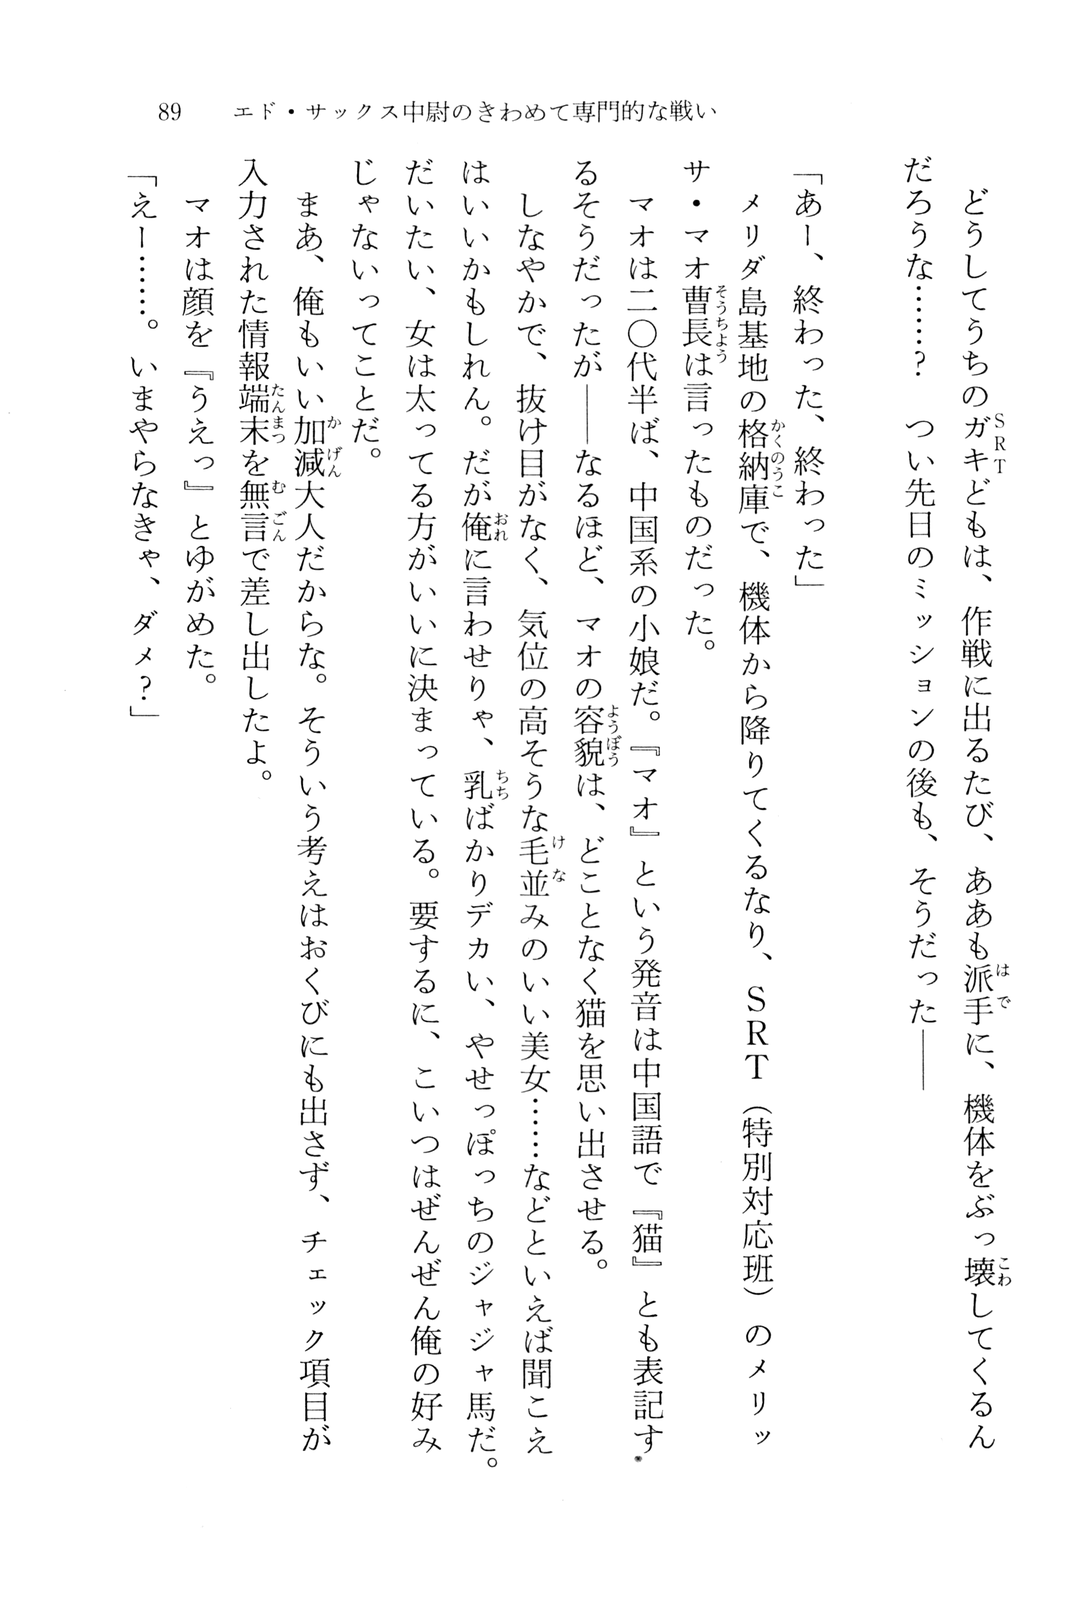 89　エド・サックス中尉のきわめて専門的な戦い
　どうしてうちのガキどもは、作戦に出るたび、ああも派手に、機体をぶっ壊してくるん
だろうな……？　つい先日のミッションの後も、そうだった――
「あー、終わった、終わった」
　メリダ島基地の格納庫で、機体から降りてくるなり、ＳＲＴ（特別対応班）のメリッ
サ・マオ曹長は言ったものだった。
　マオは二〇代半ば、中国系の小娘だ。『マオ』という発音は中国語で『猫』とも表記す
るそうだったが――なるほど、マオの容貌は、どことなく猫を思い出させる。
　しなやかで、抜け目がなく、気位の高そうな毛並みのいい美女……などといえば聞こえ
はいいかもしれん。だが俺に言わせりゃ、乳ばかりデカい、やせっぽっちのジャジャ馬だ。
だいたい、女は太ってる方がいいに決まっている。要するに、こいつはぜんぜん俺の好み
じゃないってことだ。
　まあ、俺もいい加減大人だからな。そういう考えはおくびにも出さず、チェック項目が
入力された情報端末を無言で差し出したよ。
　マオは顔を『うえっ』とゆがめた。
「えー……。いまやらなきゃ、ダメ？」